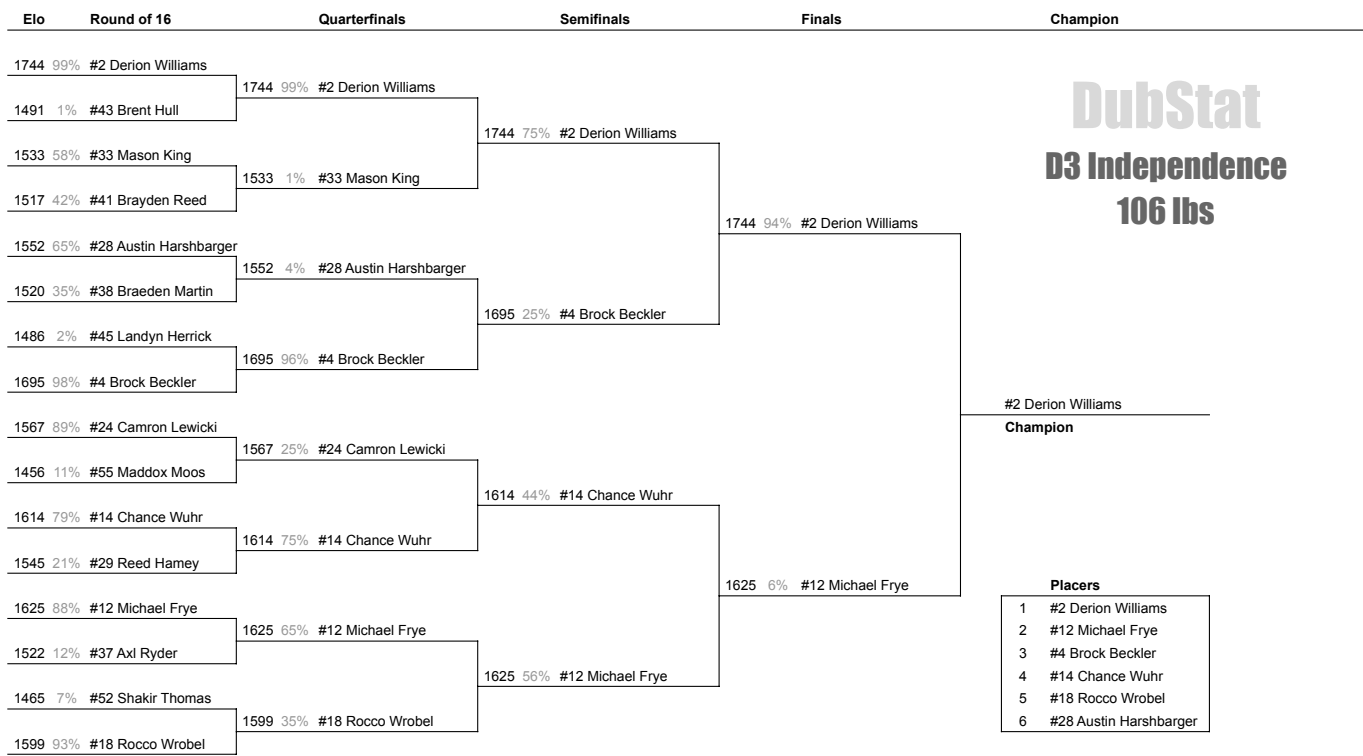 Elo Round of 16 Quarterfinals Semifinals Finals Champion
1744 99% #2 Derion Williams
1744 99% #2 Derion Williams
1491 1% #43 Brent Hull
1744 75% #2 Derion Williams
1533 58% #33 Mason King
1533 1% #33 Mason King
1517 42% #41 Brayden Reed
1744 94% #2 Derion Williams
1552 65% #28 Austin Harshbarger
1552 4% #28 Austin Harshbarger
1520 35% #38 Braeden Martin
1695 25% #4 Brock Beckler
1486 2% #45 Landyn Herrick
1695 96% #4 Brock Beckler
1695 98% #4 Brock Beckler
#2 Derion Williams
Champion
1567 89% #24 Camron Lewicki
1567 25% #24 Camron Lewicki
1456 11% #55 Maddox Moos
1614 44% #14 Chance Wuhr
1614 79% #14 Chance Wuhr
1614 75% #14 Chance Wuhr
1545 21% #29 Reed Hamey
1625 6% #12 Michael Frye
1625 88% #12 Michael Frye
1625 65% #12 Michael Frye
1522 12% #37 Axl Ryder
1625 56% #12 Michael Frye
1465 7% #52 Shakir Thomas
1599 35% #18 Rocco Wrobel
1599 93% #18 Rocco Wrobel
DubStat
D3 Independence
106 lbs
Placers
1 #2 Derion Williams
2 #12 Michael Frye
3 #4 Brock Beckler
4 #14 Chance Wuhr
5 #18 Rocco Wrobel
6 #28 Austin Harshbarger